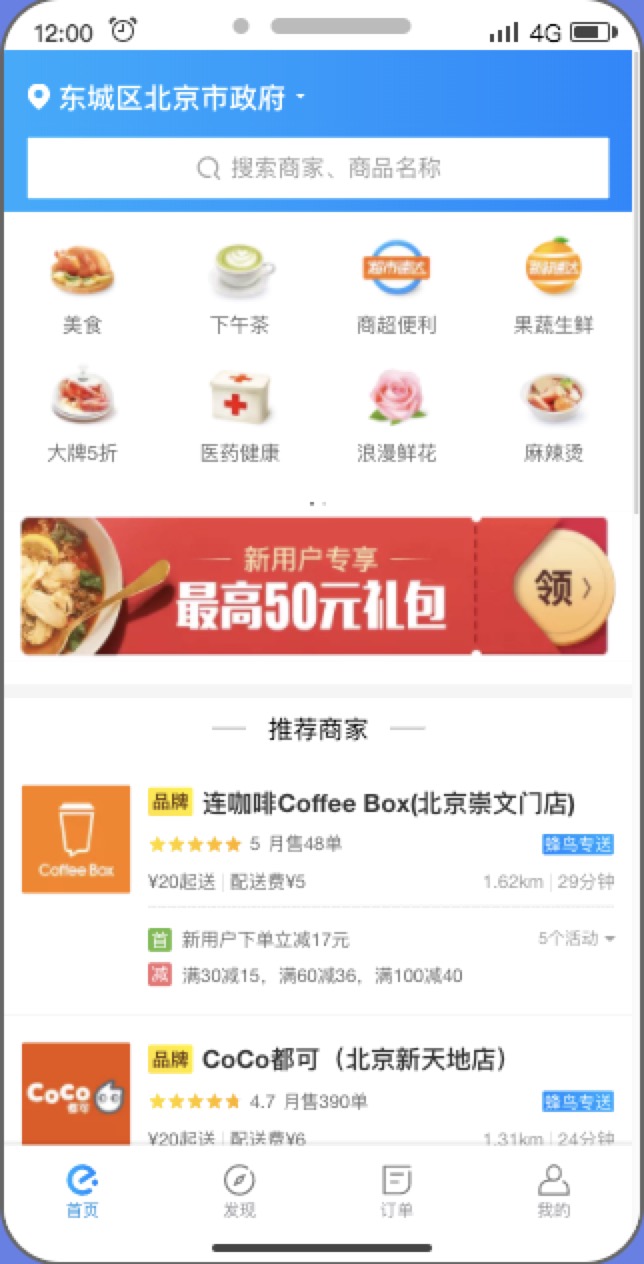 12:00 4G
东城区北京市政府
搜索商家、商品名称
超市速达
美食 下午茶 商超便利 果蔬生鲜
大牌5折 医药健康 浪漫鲜花 麻辣烫
新用户专享
最高50元礼包
领
推荐商家
品牌 连咖啡Coffee Box(北京崇文门店)
Coffee Box
5 月售48单 蜂鸟专送
¥20起送 | 配送费¥5 1.62km | 29分钟
首 新用户下单立减17元 5个活动
减 满30减15，满60减36，满100减40
品牌 CoCo都可（北京新天地店）
CoCo
都可
4.7 月售390单 蜂鸟专送
¥20起送 | 配送费¥6 1.31km | 24分钟
首页 发现 订单 我的